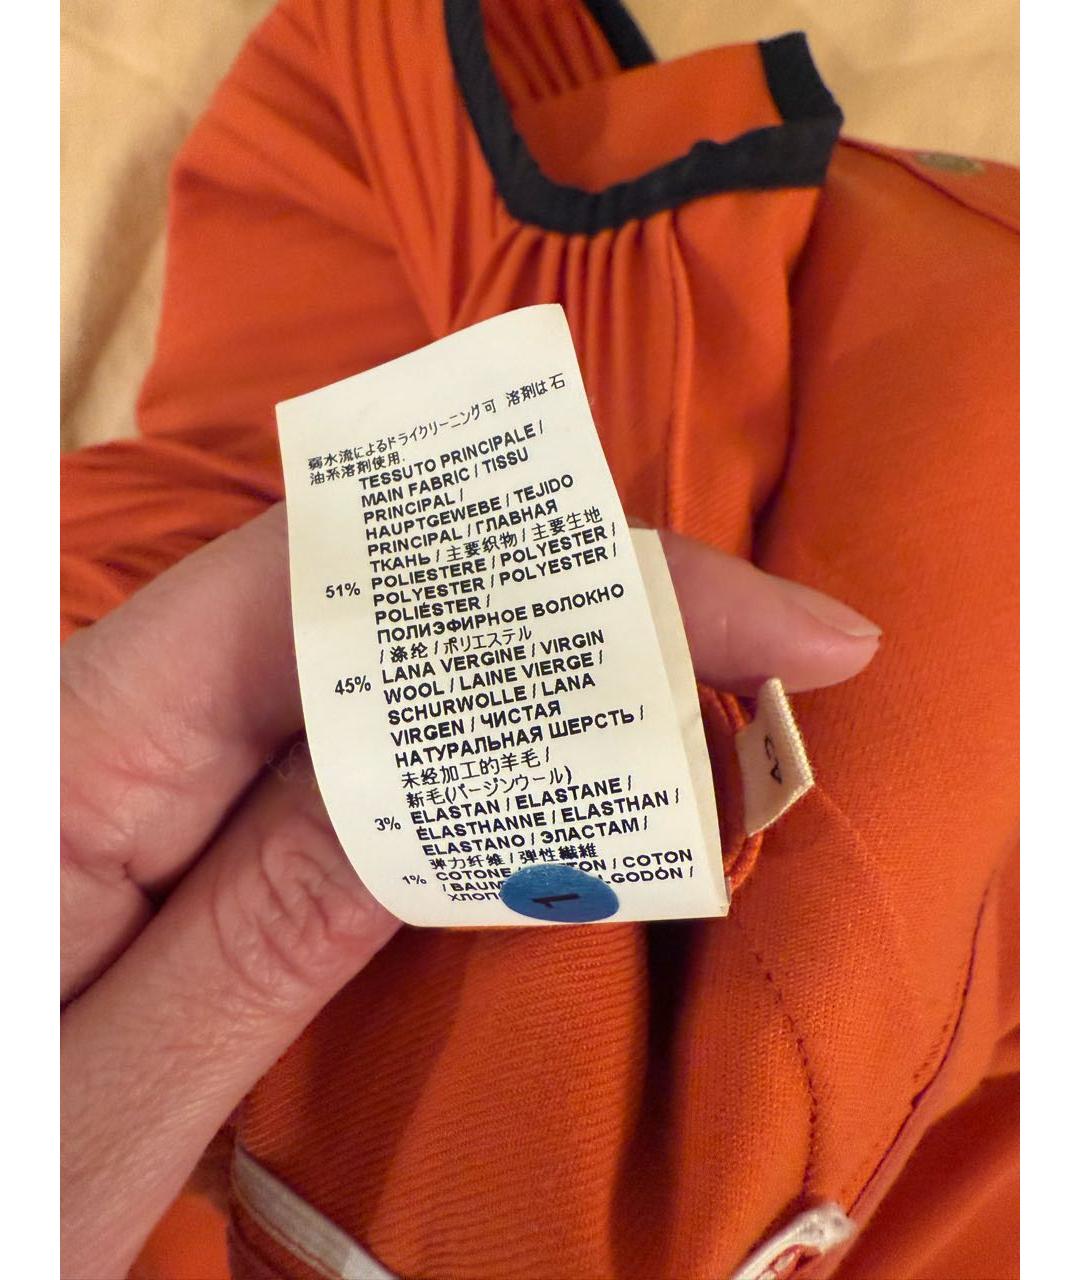 弱水流によるドライクリーニング可 溶剤は石
油系溶剤使用.
TESSUTO PRINCIPALE /
MAIN FABRIC / TISSU
PRINCIPAL /
HAUPTGEWEBE / TEJIDO
PRINCIPAL / ГЛАВНАЯ
ТКАНЬ / 主要织物 / 主要生地
51% POLIESTERE / POLYESTER /
POLYESTER / POLYESTER /
POLIÉSTER /
ПОЛИЭФИРНОЕ ВОЛОКНО
/ 涤纶 / ポリエステル
45% LANA VERGINE / VIRGIN
WOOL / LAINE VIERGE /
SCHURWOLLE / LANA
VIRGEN / ЧИСТАЯ
НАТУРАЛЬНАЯ ШЕРСТЬ /
未经加工的羊毛 /
新毛(バージンウール)
3% ELASTAN / ELASTANE /
ÉLASTHANNE / ELASTHAN /
ELASTANO / ЭЛАСТАМ /
弹力纤维 / 弾性繊維
1% COTONE / COTON
1